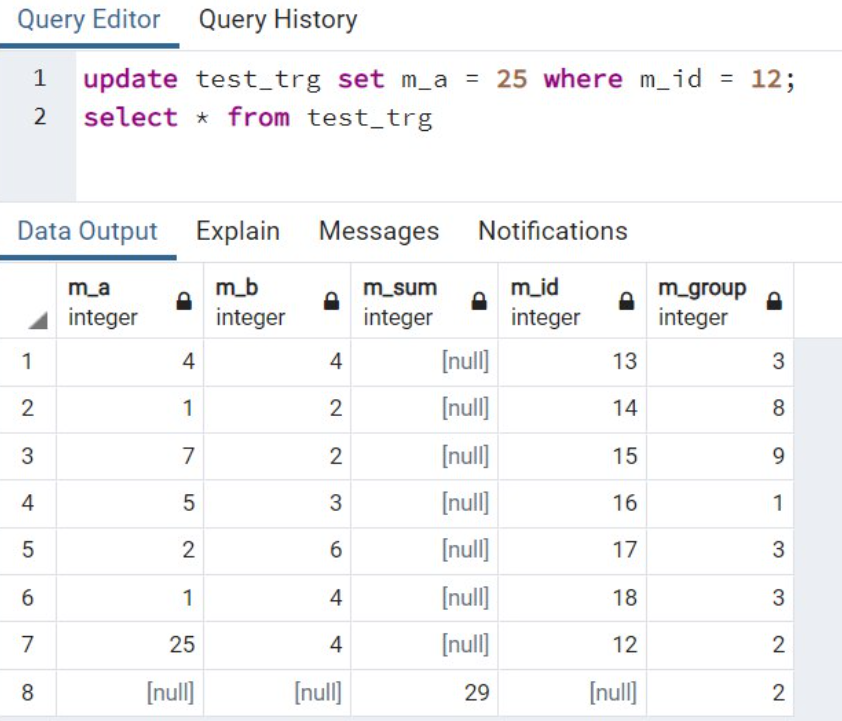 Query Editor Query History
1 update test_trg set m_a = 25 where m_id = 12;
2 select * from test_trg
Data Output Explain Messages Notifications
m_a m_b m_sum m_id m_group
integer integer integer integer integer
1 4 4 [null] 13 3
2 1 2 [null] 14 8
3 7 2 [null] 15 9
4 5 3 [null] 16 1
5 2 6 [null] 17 3
6 1 4 [null] 18 3
7 25 4 [null] 12 2
8 [null] [null] 29 [null] 2